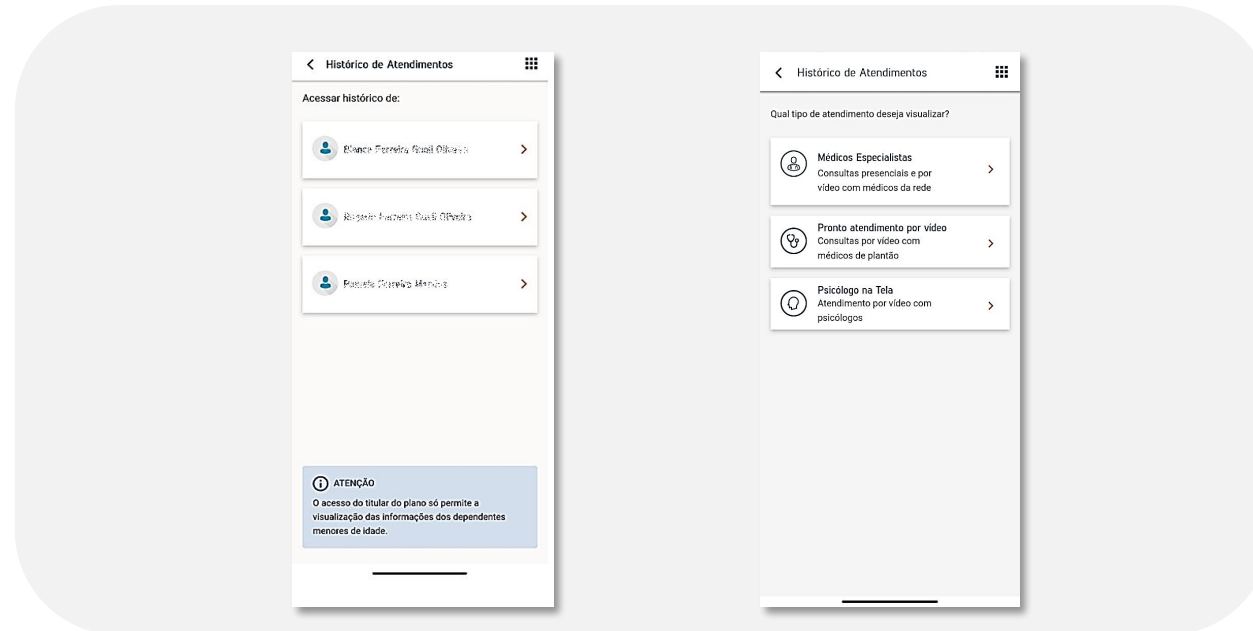 Histórico de Atendimentos
Acessar histórico de:
ATENÇÃO
O acesso do titular do plano só permite a
visualização das informações dos dependentes
menores de idade.
Histórico de Atendimentos
Qual tipo de atendimento deseja visualizar?
Médicos Especialistas
Consultas presenciais e por
vídeo com médicos da rede
Pronto atendimento por vídeo
Consultas por vídeo com
médicos de plantão
Psicólogo na Tela
Atendimento por vídeo com
psicólogos